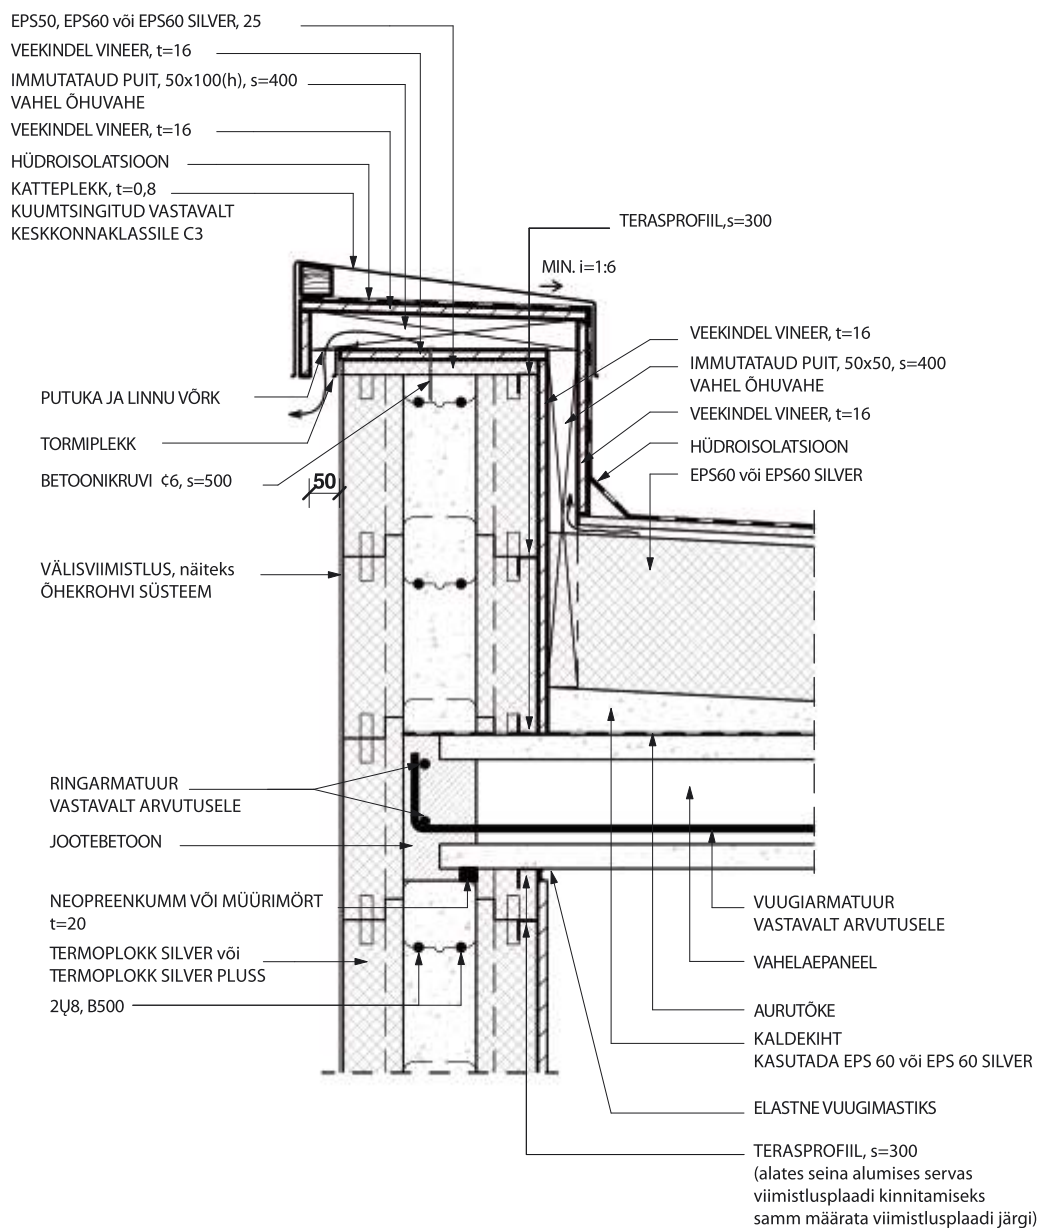 EPS50, EPS60 või EPS60 SILVER, 25
VEEKINDEL VINEER, t=16
IMMUTATAUD PUIT, 50x100(h), s=400
VAHEL ÕHUVAHE
VEEKINDEL VINEER, t=16
HÜDROISOLATSIOON
KATTEPLEKK, t=0,8
KUUMTSINGITUD VASTAVALT
KESKKONNAKLASSILE C3
TERASPROFIIL,s=300
MIN. i=1:6
VEEKINDEL VINEER, t=16
IMMUTATAUD PUIT, 50x50, s=400
VAHEL ÕHUVAHE
VEEKINDEL VINEER, t=16
HÜDROISOLATSIOON
EPS60 või EPS60 SILVER
PUTUKA JA LINNU VÕRK
TORMIPLEKK
BETOONIKRUVI ¢6, s=500
50
VÄLISVIIMISTLUS, näiteks
ÕHEKROHVI SÜSTEEM
RINGARMATUUR
VASTAVALT ARVUTUSELE
JOOTEBETOON
NEOPREENKUMM VÕI MÜÜRIMÖRT
t=20
TERMOPLOKK SILVER või
TERMOPLOKK SILVER PLUSS
2Ų8, B500
VUUGIARMATUUR
VASTAVALT ARVUTUSELE
VAHELAEPANEEL
AURUTÕKE
KALDEKIHT
KASUTADA EPS 60 või EPS 60 SILVER
ELASTNE VUUGIMASTIKS
TERASPROFIIL, s=300
(alates seina alumises servas
viimistlusplaadi kinnitamiseks
samm määrata viimistlusplaadi järgi)